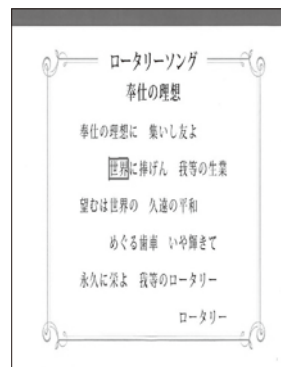 ロータリーソング
奉仕の理想
奉仕の理想に 集いし友よ
世界に捧げん 我等の生業
望むは世界の 久遠の平和
めぐる歯車 いや輝きて
永久に栄よ 我等のロータリー
ロータリー